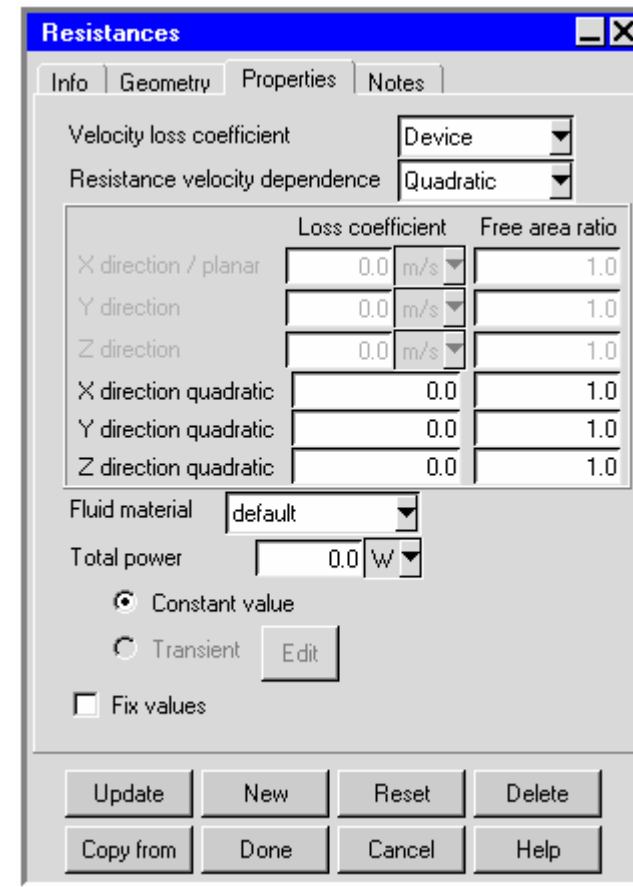 Resistances
Info Geometry Properties Notes
Velocity loss coefficient Device
Resistance velocity dependence Quadratic
Loss coefficient Free area ratio
X direction / planar 0.0 m/s 1.0
Y direction 0.0 m/s 1.0
Z direction 0.0 m/s 1.0
X direction quadratic 0.0 1.0
Y direction quadratic 0.0 1.0
Z direction quadratic 0.0 1.0
Fluid material default
Total power 0.0 W
Constant value
Transient Edit
Fix values
Update New Reset Delete
Copy from Done Cancel Help